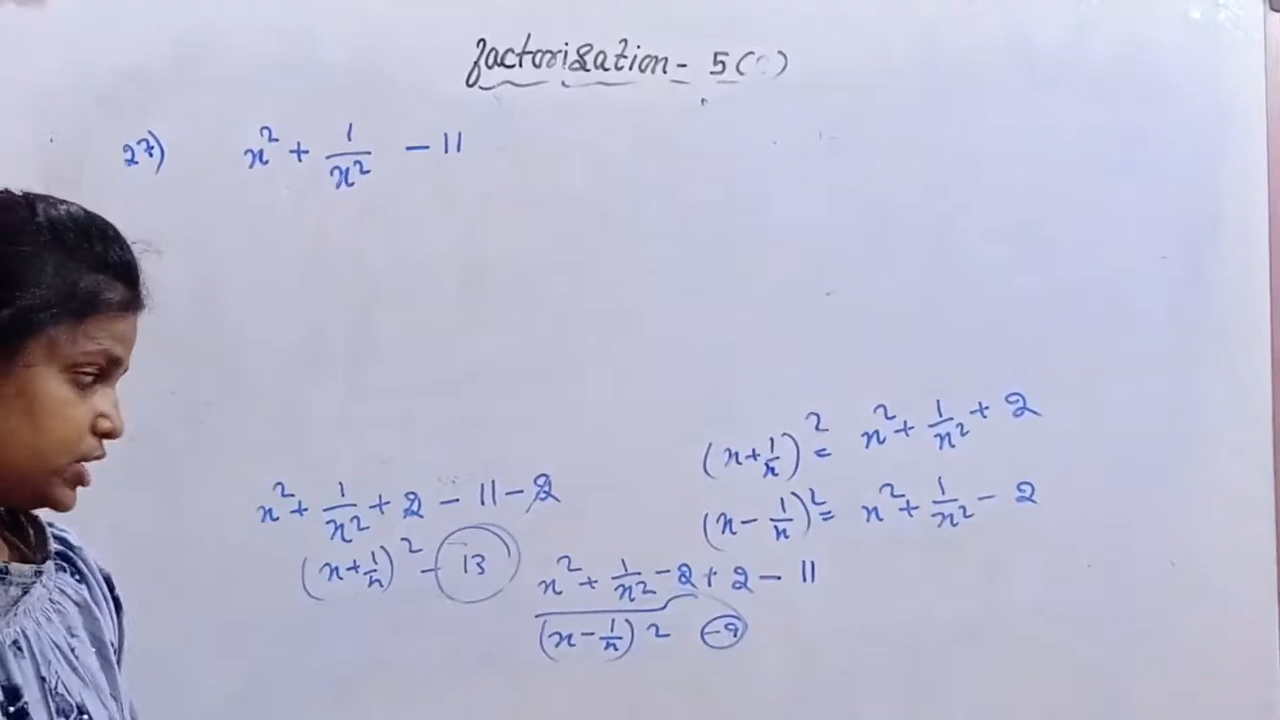 factorisation - 5( )
27) x² + 1/x² - 11
(x+1/x)² = x² + 1/x² + 2
x² + 1/x² + 2 - 11 - 2
(x - 1/x)² = x² + 1/x² - 2
(x+1/x)² - 13
x² + 1/x² - 2 + 2 - 11
(x - 1/x)² -9